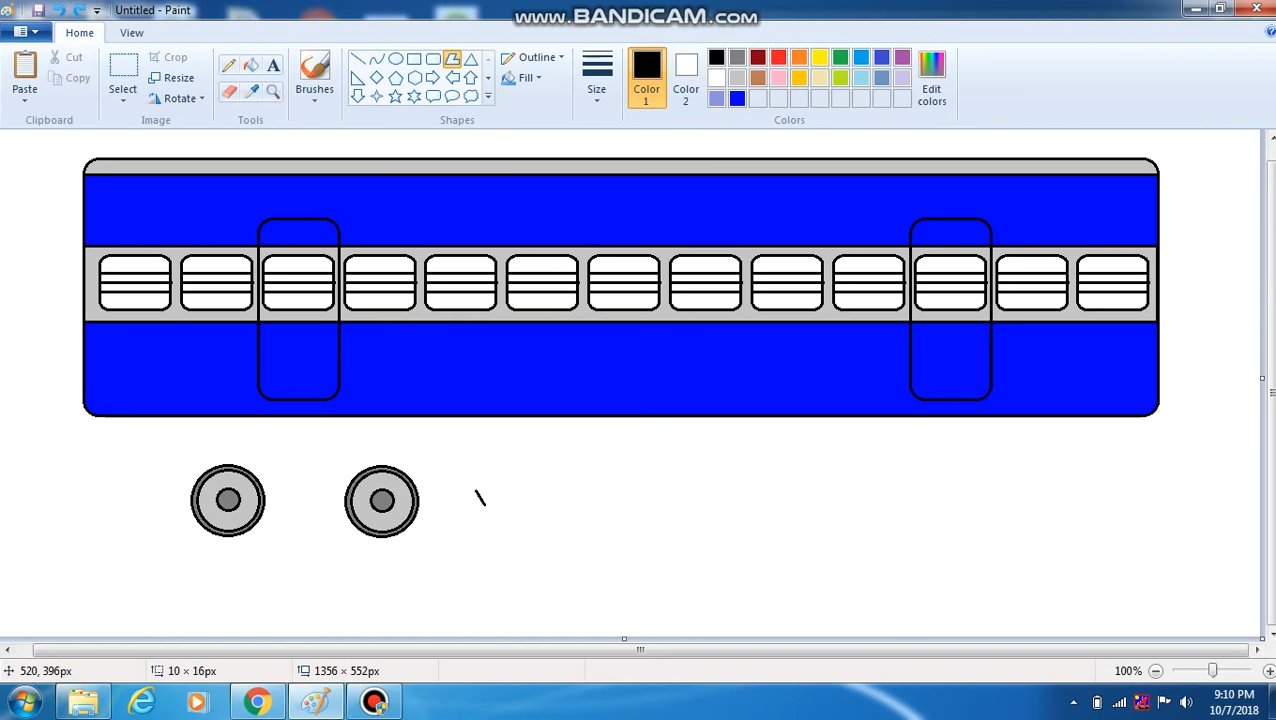 Untitled - Paint
www.BANDICAM.com
Home
View
Paste
Cut
Copy
Clipboard
Select
Crop
Resize
Rotate
Image
A
Tools
Brushes
Outline
Fill
Shapes
Size
Color 1
Color 2
Edit colors
Colors
520, 396px
10 × 16px
1356 × 552px
100%
9:10 PM
10/7/2018